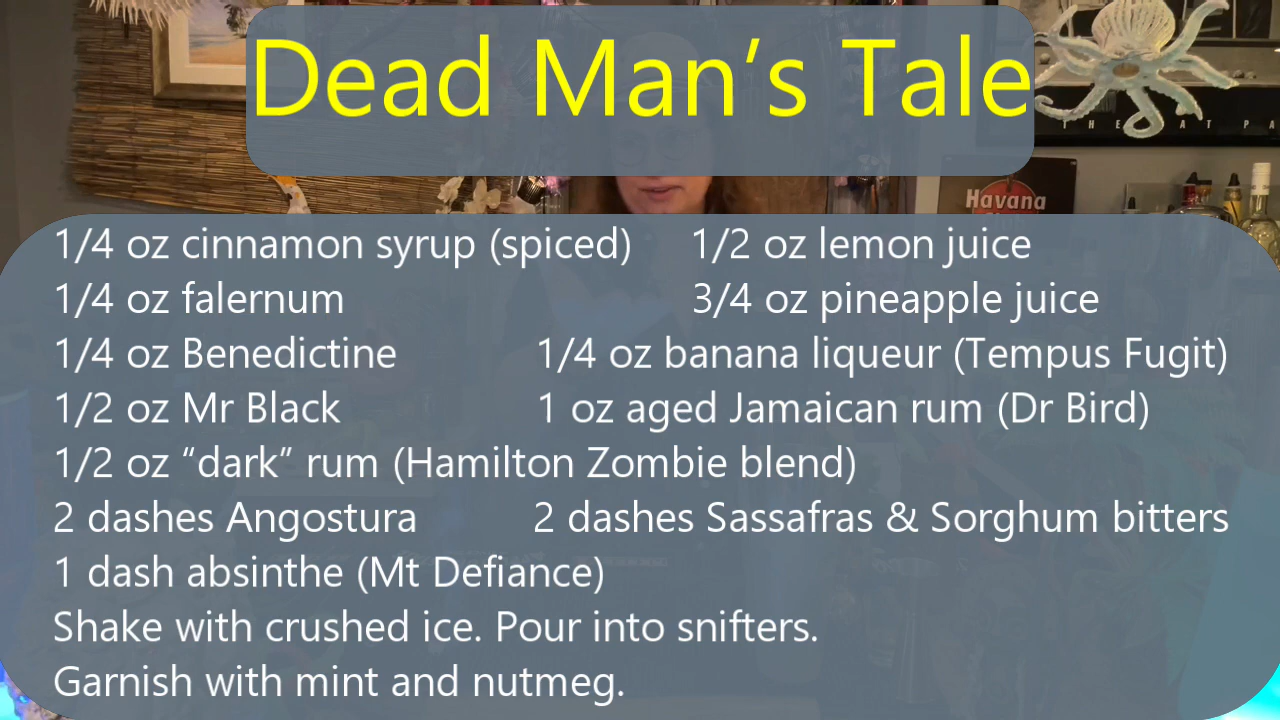 Dead Man’s Tale
THE AT PA
Havana
1/4 oz cinnamon syrup (spiced) 1/2 oz lemon juice
1/4 oz falernum 3/4 oz pineapple juice
1/4 oz Benedictine 1/4 oz banana liqueur (Tempus Fugit)
1/2 oz Mr Black 1 oz aged Jamaican rum (Dr Bird)
1/2 oz “dark” rum (Hamilton Zombie blend)
2 dashes Angostura 2 dashes Sassafras & Sorghum bitters
1 dash absinthe (Mt Defiance)
Shake with crushed ice. Pour into snifters.
Garnish with mint and nutmeg.